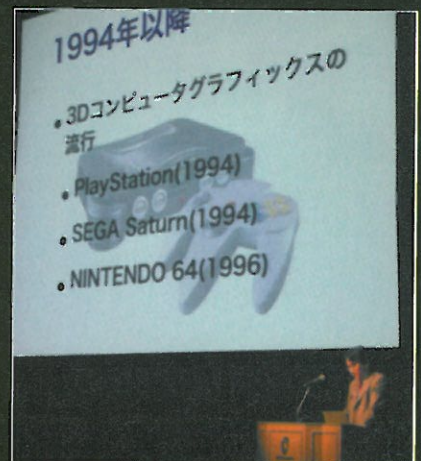 1994年以降
• 3Dコンピュータグラフィックスの
流行
• PlayStation(1994)
• SEGA Saturn(1994)
• NINTENDO 64(1996)